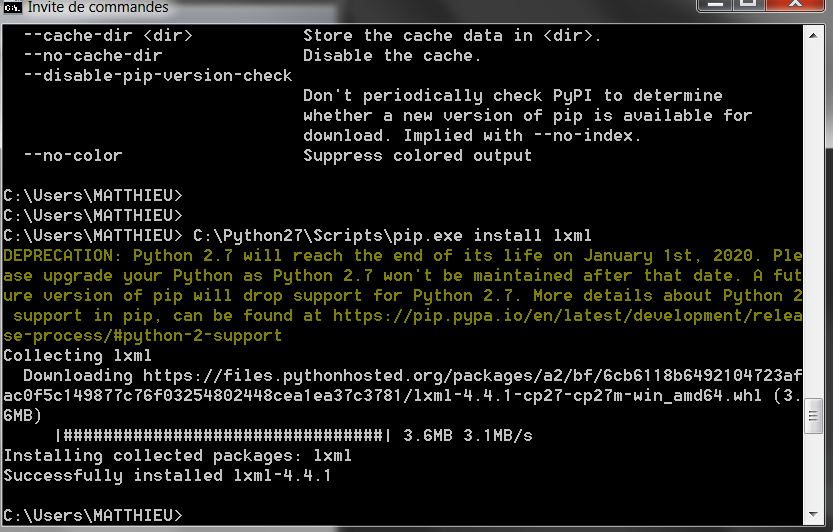 Invite de commandes
--cache-dir <dir> Store the cache data in <dir>.
--no-cache-dir Disable the cache.
--disable-pip-version-check
Don't periodically check PyPI to determine
whether a new version of pip is available for
download. Implied with --no-index.
--no-color Suppress colored output
C:\Users\MATTHIEU>
C:\Users\MATTHIEU>
C:\Users\MATTHIEU> C:\Python27\Scripts\pip.exe install lxml
DEPRECATION: Python 2.7 will reach the end of its life on January 1st, 2020. Ple
ase upgrade your Python as Python 2.7 won't be maintained after that date. A fut
ure version of pip will drop support for Python 2.7. More details about Python 2
support in pip, can be found at https://pip.pypa.io/en/latest/development/relea
se-process/#python-2-support
Collecting lxml
Downloading https://files.pythonhosted.org/packages/a2/bf/6cb6118b6492104723af
ac0f5c149877c76f03254802448cea1ea37c3781/lxml-4.4.1-cp27-cp27m-win_amd64.whl (3.
6MB)
|################################| 3.6MB 3.1MB/s
Installing collected packages: lxml
Successfully installed lxml-4.4.1
C:\Users\MATTHIEU>